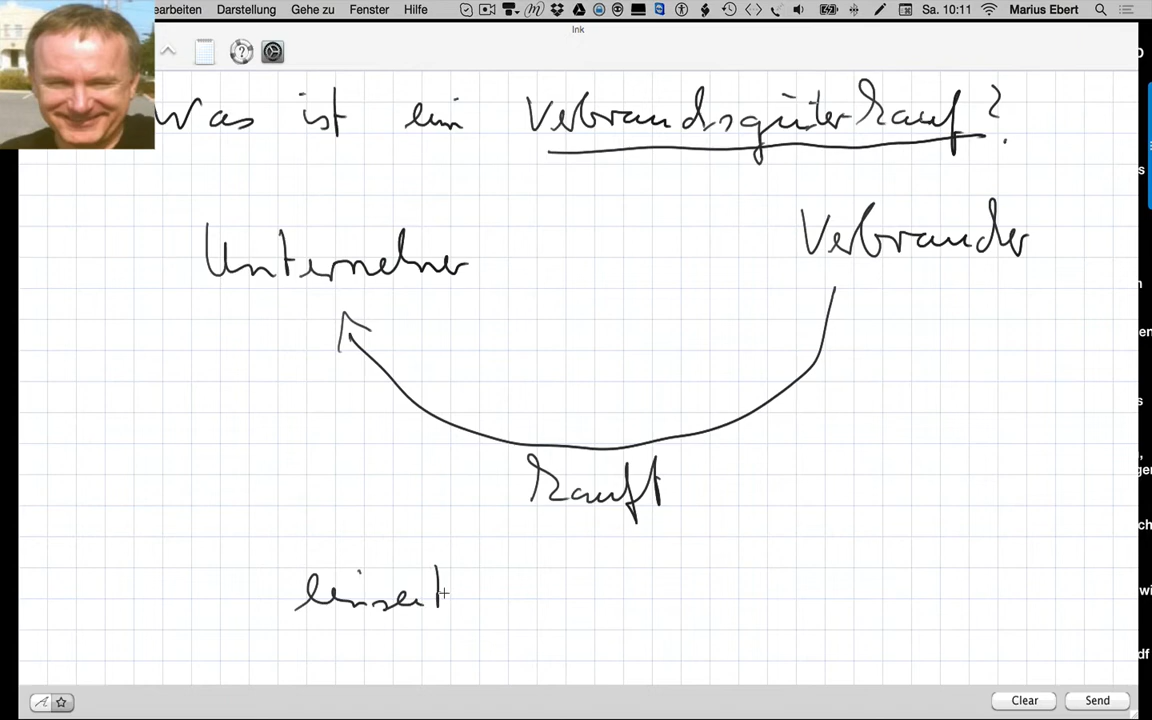 earbeiten Darstellung Gehe zu Fenster Hilfe Sa. 10:11 Marius Ebert
Ink
Was ist ein Verbrauchsgüterkauf?
Unternehmer Verbraucher
kauft
einseit
Clear Send